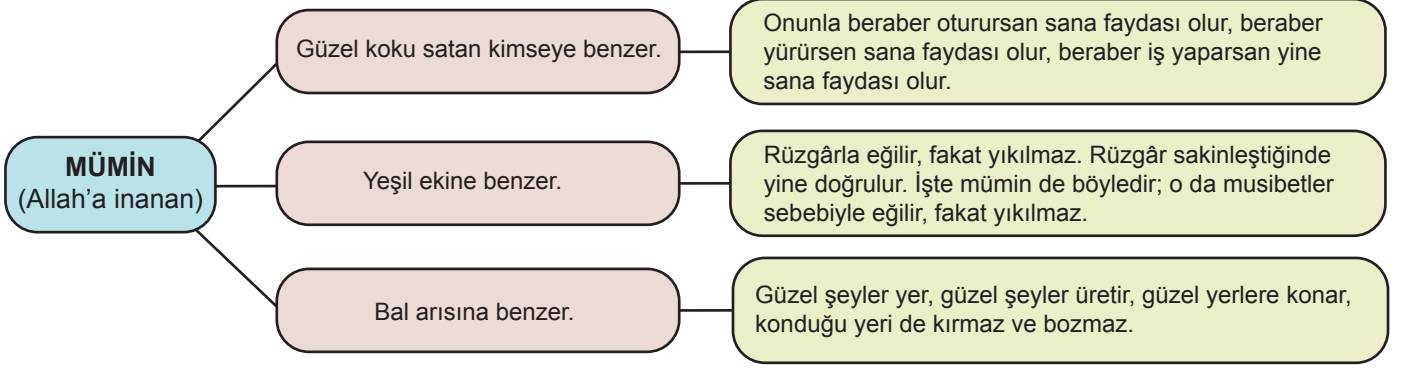 MÜMİN
(Allah’a inanan)
Güzel koku satan kimseye benzer.
Onunla beraber oturursan sana faydası olur, beraber
yürürsen sana faydası olur, beraber iş yaparsan yine
sana faydası olur.
Yeşil ekine benzer.
Rüzgârla eğilir, fakat yıkılmaz. Rüzgâr sakinleştiğinde
yine doğrulur. İşte mümin de böyledir; o da musibetler
sebebiyle eğilir, fakat yıkılmaz.
Bal arısına benzer.
Güzel şeyler yer, güzel şeyler üretir, güzel yerlere konar,
konduğu yeri de kırmaz ve bozmaz.